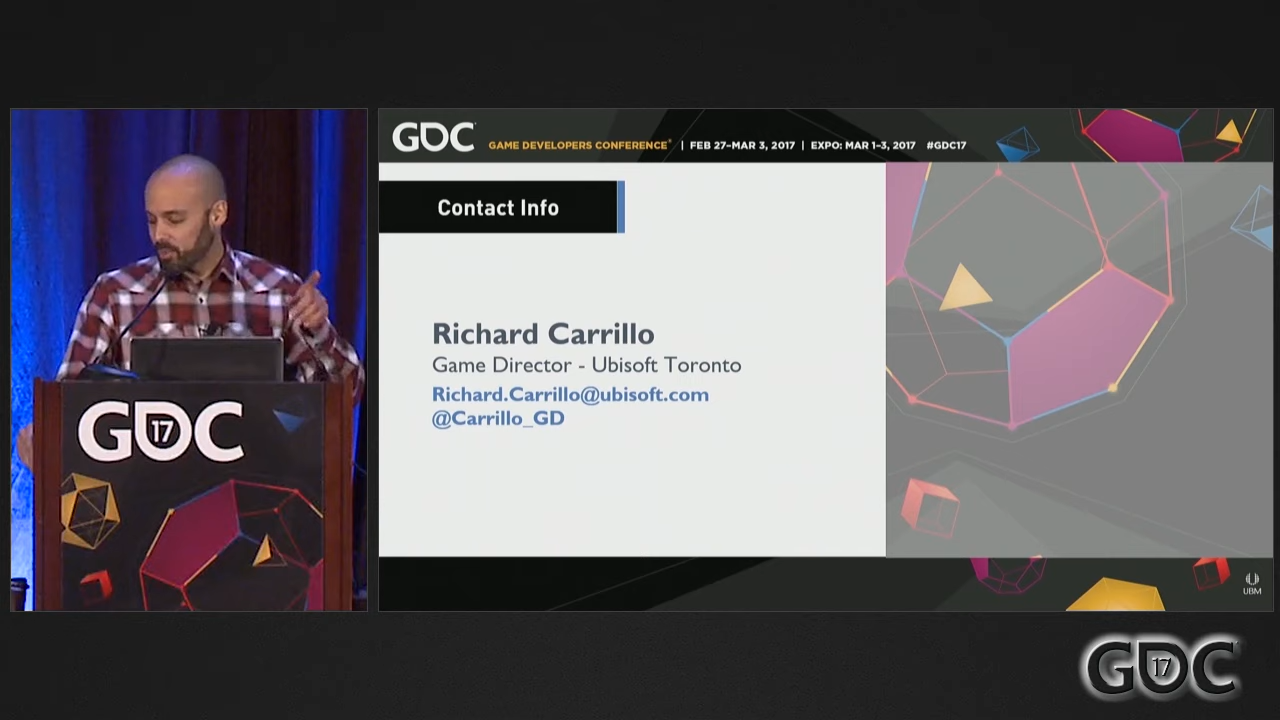 GDC GAME DEVELOPERS CONFERENCE® | FEB 27–MAR 3, 2017 | EXPO: MAR 1–3, 2017 #GDC17
Contact Info
Richard Carrillo
Game Director - Ubisoft Toronto
Richard.Carrillo@ubisoft.com
@Carrillo_GD
GDC
17
UBM
GDC
17